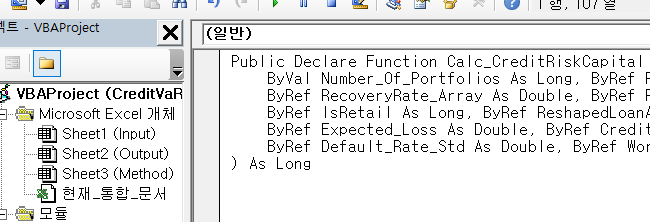 1 행, 107 열
트 - VBAProject
(일반)
VBAProject (CreditVaR
Microsoft Excel 개체
Sheet1 (Input)
Sheet2 (Output)
Sheet3 (Method)
현재_통합_문서
모듈
Public Declare Function Calc_CreditRiskCapital
ByVal Number_Of_Portfolios As Long, ByRef
ByRef RecoveryRate_Array As Double, ByRef
ByRef IsRetail As Long, ByRef ReshapedLoanA
ByRef Expected_Loss As Double, ByRef Credit
ByRef Default_Rate_Std As Double, ByRef Wor
) As Long